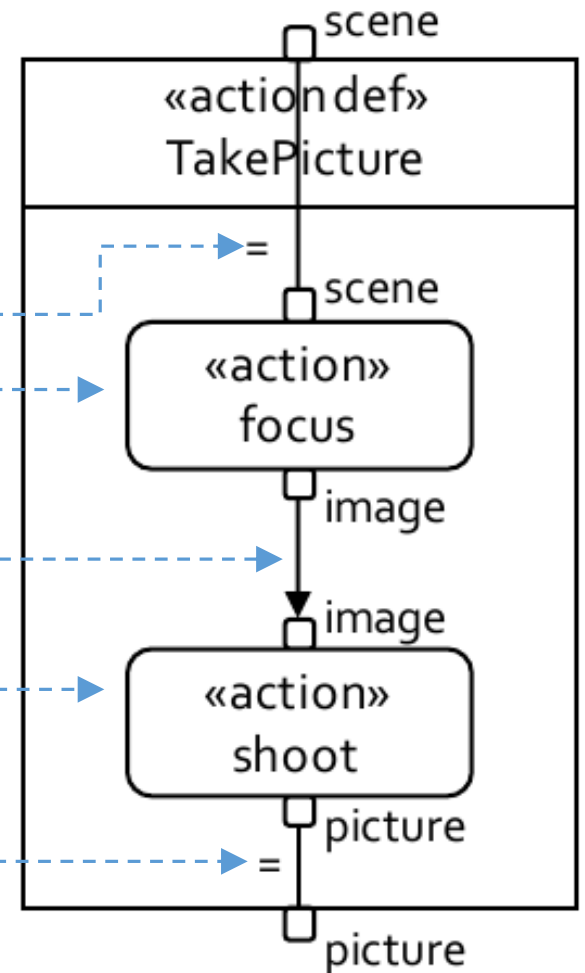 scene
«action def»
TakePicture
=
scene
«action»
focus
image
image
«action»
shoot
picture
=
picture